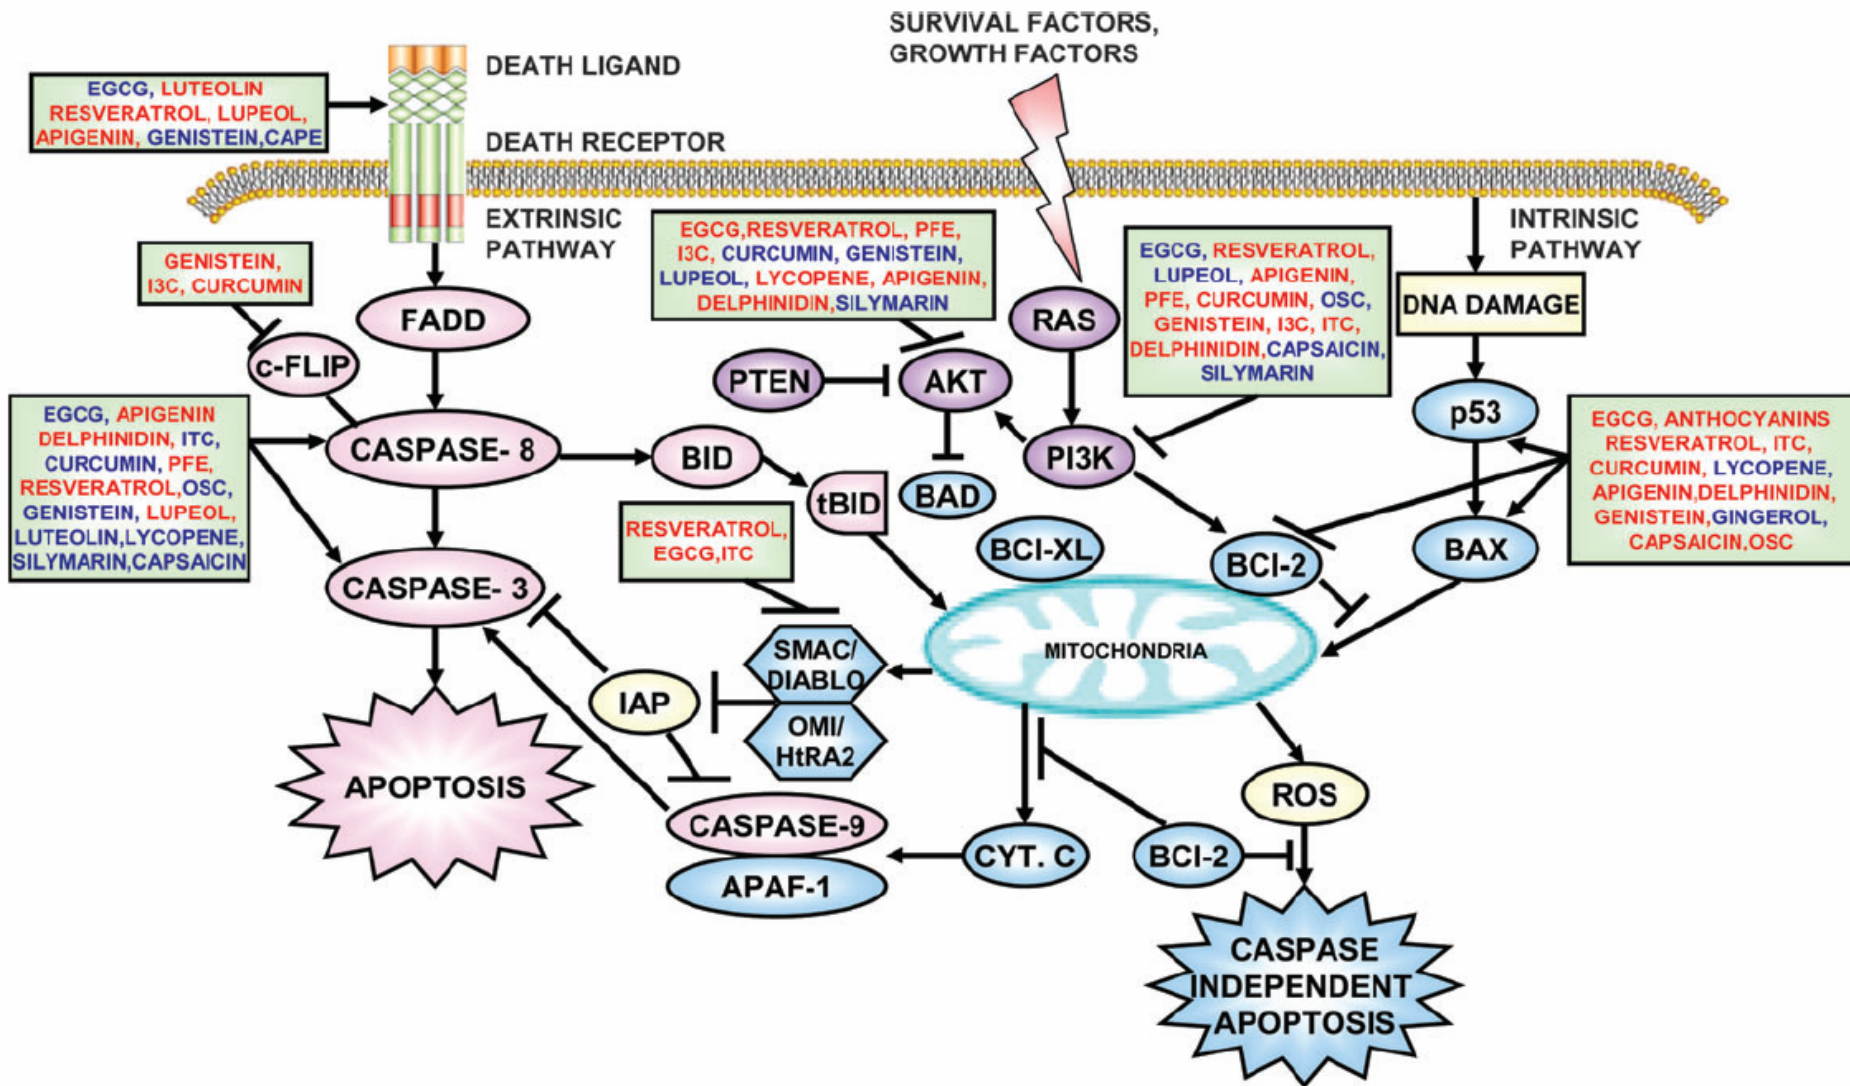 SURVIVAL FACTORS,
GROWTH FACTORS
DEATH LIGAND
EGCG, LUTEOLIN
RESVERATROL, LUPEOL,
APIGENIN, GENISTEIN,CAPE
DEATH RECEPTOR
EXTRINSIC
PATHWAY
INTRINSIC
PATHWAY
GENISTEIN,
I3C, CURCUMIN
EGCG,RESVERATROL, PFE,
I3C, CURCUMIN, GENISTEIN,
LUPEOL, LYCOPENE, APIGENIN,
DELPHINIDIN,SILYMARIN
EGCG, RESVERATROL,
LUPEOL, APIGENIN,
PFE, CURCUMIN, OSC,
GENISTEIN, I3C, ITC,
DELPHINIDIN,CAPSAICIN,
SILYMARIN
DNA DAMAGE
FADD
RAS
c-FLIP
PTEN
AKT
p53
EGCG, APIGENIN
DELPHINIDIN, ITC,
CURCUMIN, PFE,
RESVERATROL,OSC,
GENISTEIN, LUPEOL,
LUTEOLIN,LYCOPENE,
SILYMARIN,CAPSAICIN
EGCG, ANTHOCYANINS
RESVERATROL, ITC,
CURCUMIN, LYCOPENE,
APIGENIN,DELPHINIDIN,
GENISTEIN,GINGEROL,
CAPSAICIN,OSC
CASPASE- 8
BID
PI3K
tBID
BAD
RESVERATROL,
EGCG,ITC
BCI-XL
BCI-2
BAX
CASPASE- 3
MITOCHONDRIA
SMAC/
DIABLO
IAP
OMI/
HtRA2
APOPTOSIS
ROS
CASPASE-9
CYT. C
BCI-2
APAF-1
CASPASE
INDEPENDENT
APOPTOSIS